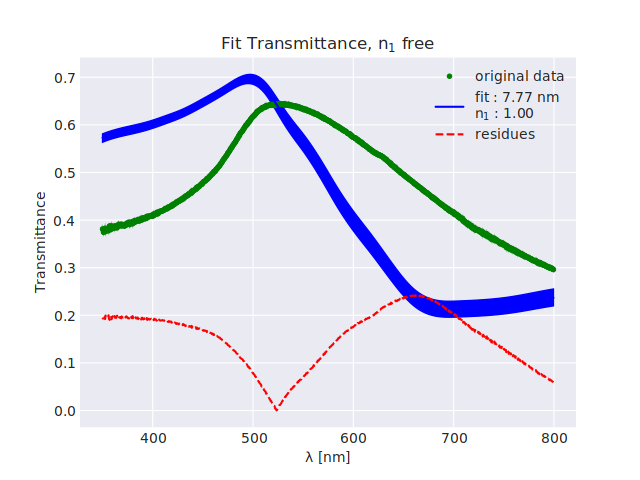 Fit Transmittance, n₁ free
original data
fit : 7.77 nm
n₁ : 1.00
residues
Transmittance
0.7
0.6
0.5
0.4
0.3
0.2
0.1
0.0
400 500 600 700 800
λ [nm]